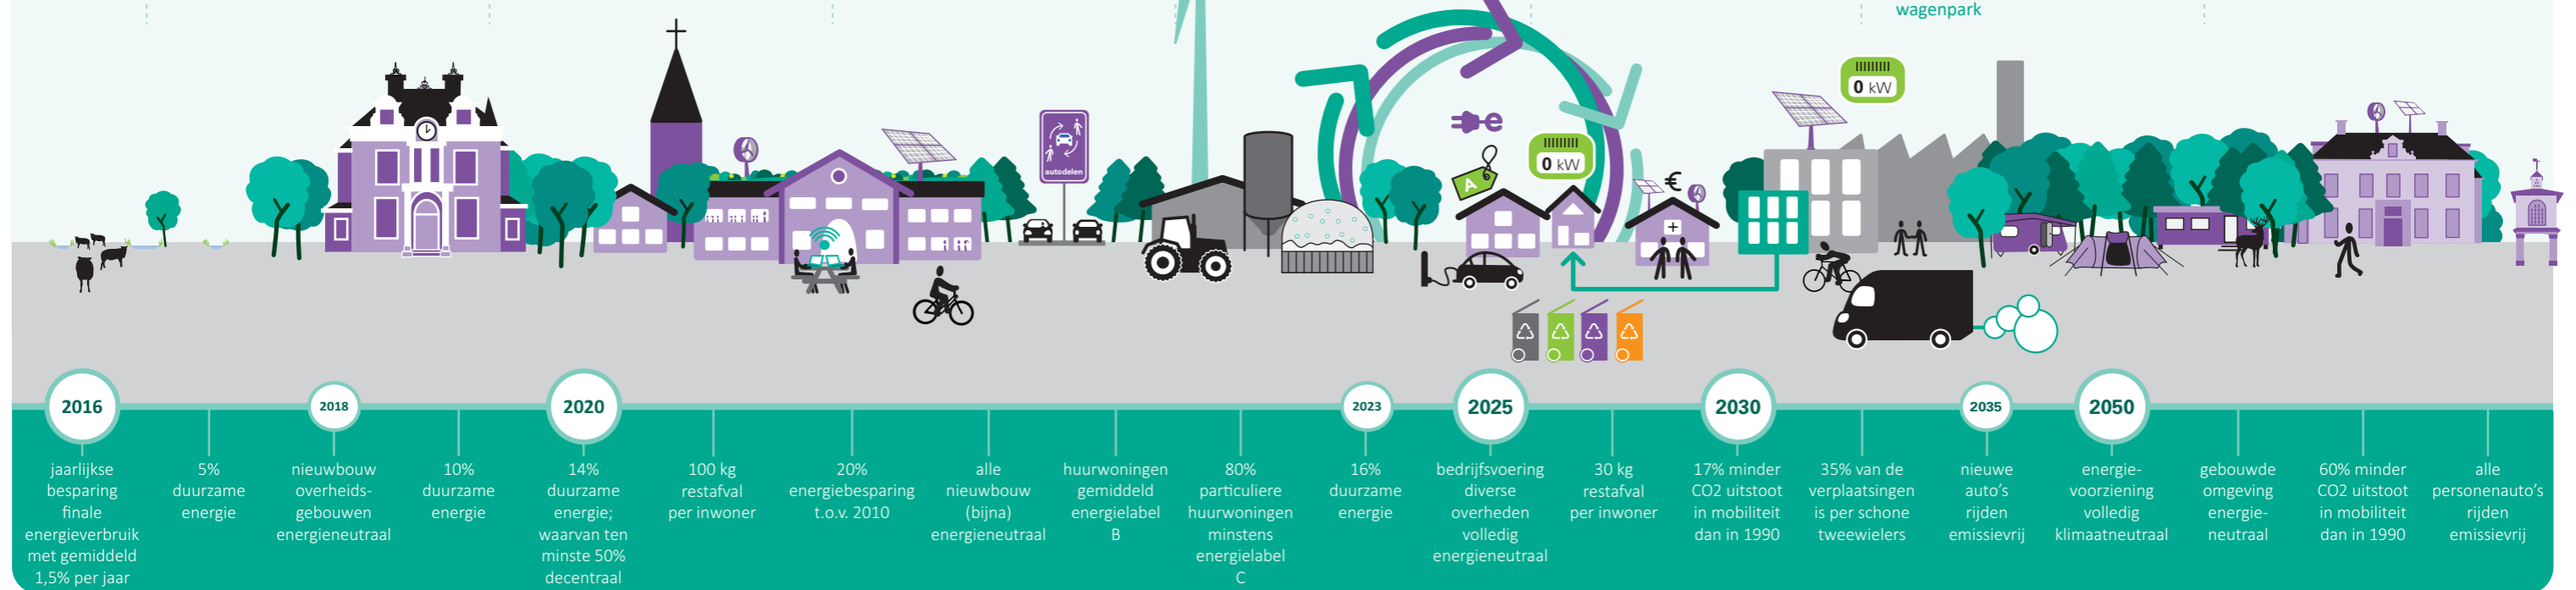 wagenpark
0 kW
autodelen
e
A
0 kW
€
2016
2018
2020
2023
2025
2030
2035
2050
jaarlijkse
besparing
finale
energieverbruik
met gemiddeld
1,5% per jaar
5%
duurzame
energie
nieuwbouw
overheids-
gebouwen
energieneutraal
10%
duurzame
energie
14%
duurzame
energie;
waarvan ten
minste 50%
decentraal
100 kg
restafval
per inwoner
20%
energiebesparing
t.o.v. 2010
alle
nieuwbouw
(bijna)
energieneutraal
huurwoningen
gemiddeld
energielabel
B
80%
particuliere
huurwoningen
minstens
energielabel
C
16%
duurzame
energie
bedrijfsvoering
diverse
overheden
volledig
energieneutraal
30 kg
restafval
per inwoner
17% minder
CO2 uitstoot
in mobiliteit
dan in 1990
35% van de
verplaatsingen
is per schone
tweewielers
nieuwe
auto's
rijden
emissievrij
energie-
voorziening
volledig
klimaatneutraal
gebouwde
omgeving
energie-
neutraal
60% minder
CO2 uitstoot
in mobiliteit
dan in 1990
alle
personenauto's
rijden
emissievrij